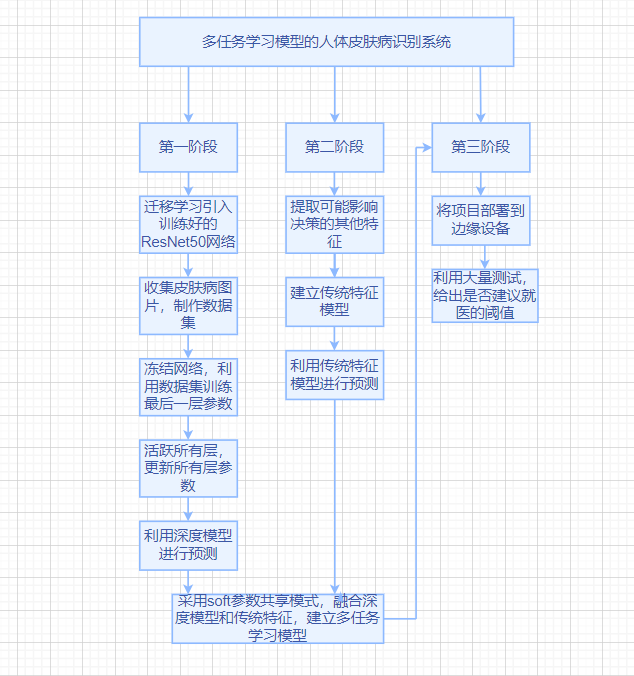 多任务学习模型的人体皮肤病识别系统
第一阶段
第二阶段
第三阶段
迁移学习引入
训练好的
ResNet50网络
收集皮肤病图
片，制作数据
集
冻结网络，利
用数据集训练
最后一层参数
活跃所有层，
更新所有层参
数
利用深度模型
进行预测
提取可能影响
决策的其他特
征
建立传统特征
模型
利用传统特征
模型进行预测
采用soft参数共享模式，融合深
度模型和传统特征，建立多任务
学习模型
将项目部署到
边缘设备
利用大量测试，
给出是否建议就
医的阈值